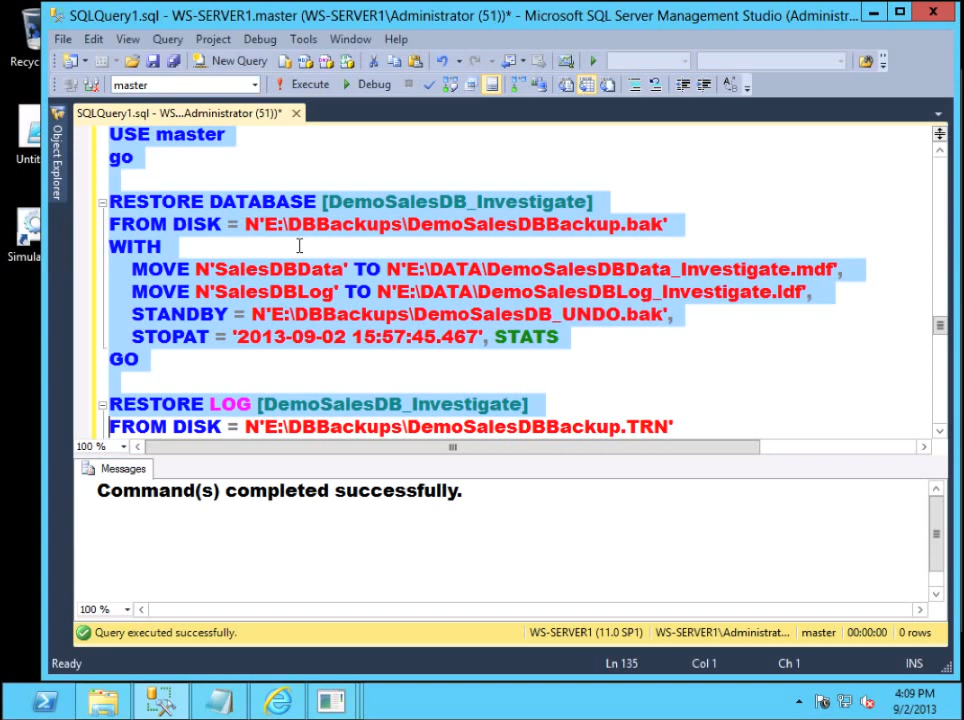 SQLQuery1.sql - WS-SERVER1.master (WS-SERVER1\Administrator (51))* - Microsoft SQL Server Management Studio (Administr...
Recyc
File Edit View Query Project Debug Tools Window Help
New Query
master
Execute
Debug
SQLQuery1.sql - WS...Administrator (51))*
Object Explorer
Untit
Simula
USE master
go
RESTORE DATABASE [DemoSalesDB_Investigate]
FROM DISK = N'E:\DBBackups\DemoSalesDBBackup.bak'
WITH
MOVE N'SalesDBData' TO N'E:\DATA\DemoSalesDBData_Investigate.mdf',
MOVE N'SalesDBLog' TO N'E:\DATA\DemoSalesDBLog_Investigate.ldf',
STANDBY = N'E:\DBBackups\DemoSalesDB_UNDO.bak',
STOPAT = '2013-09-02 15:57:45.467', STATS
GO
RESTORE LOG [DemoSalesDB_Investigate]
FROM DISK = N'E:\DBBackups\DemoSalesDBBackup.TRN'
100 %
Messages
Command(s) completed successfully.
100 %
Query executed successfully. WS-SERVER1 (11.0 SP1) WS-SERVER1\Administrat... master 00:00:00 0 rows
Ready Ln 135 Col 1 Ch 1 INS
4:09 PM
9/2/2013